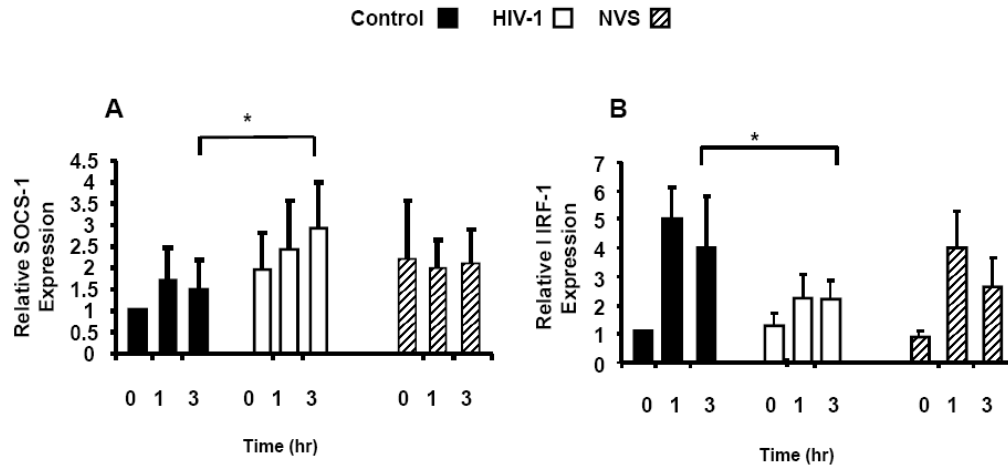 Control HIV-1 NVS
A
*
Relative SOCS-1
Expression
4.5
4
3.5
3
2.5
2
1.5
1
0.5
0
0 1 3 0 1 3 0 1 3
Time (hr)
B
*
Relative I IRF-1
Expression
7
6
5
4
3
2
1
0
0 1 3 0 1 3 0 1 3
Time (hr)